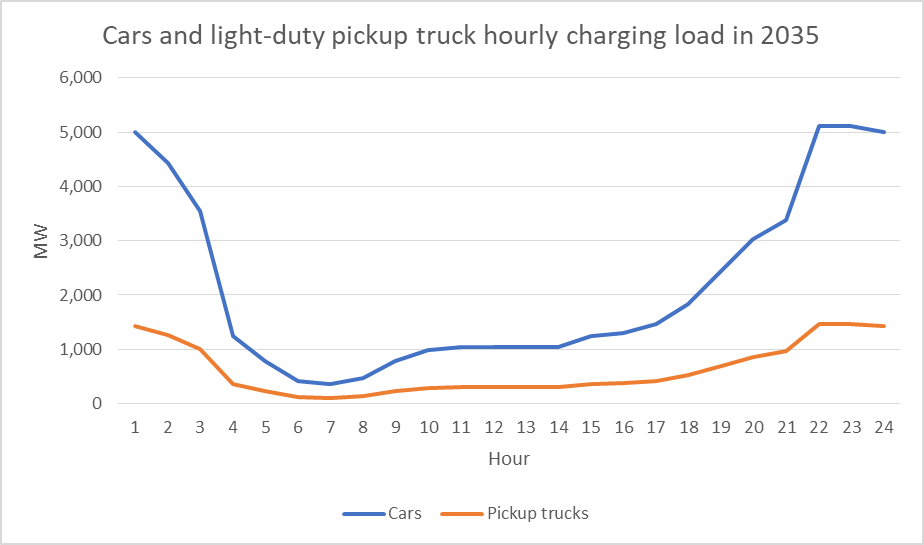 Cars and light-duty pickup truck hourly charging load in 2035
6,000
5,000
4,000
3,000
2,000
1,000
0
MW
1 2 3 4 5 6 7 8 9 10 11 12 13 14 15 16 17 18 19 20 21 22 23 24
Hour
Cars Pickup trucks